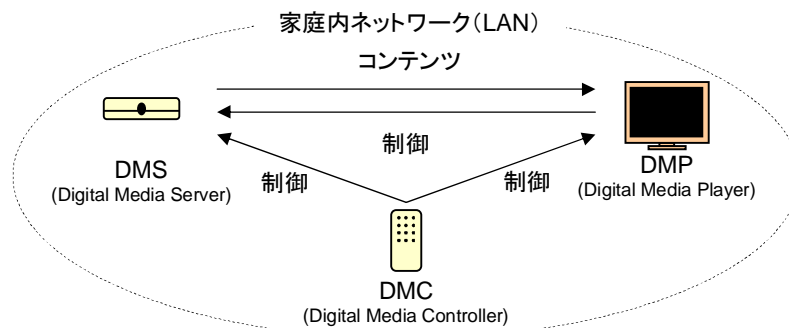 家庭内ネットワーク(LAN)
コンテンツ
制御
DMS
(Digital Media Server)
DMP
(Digital Media Player)
制御
制御
DMC
(Digital Media Controller)